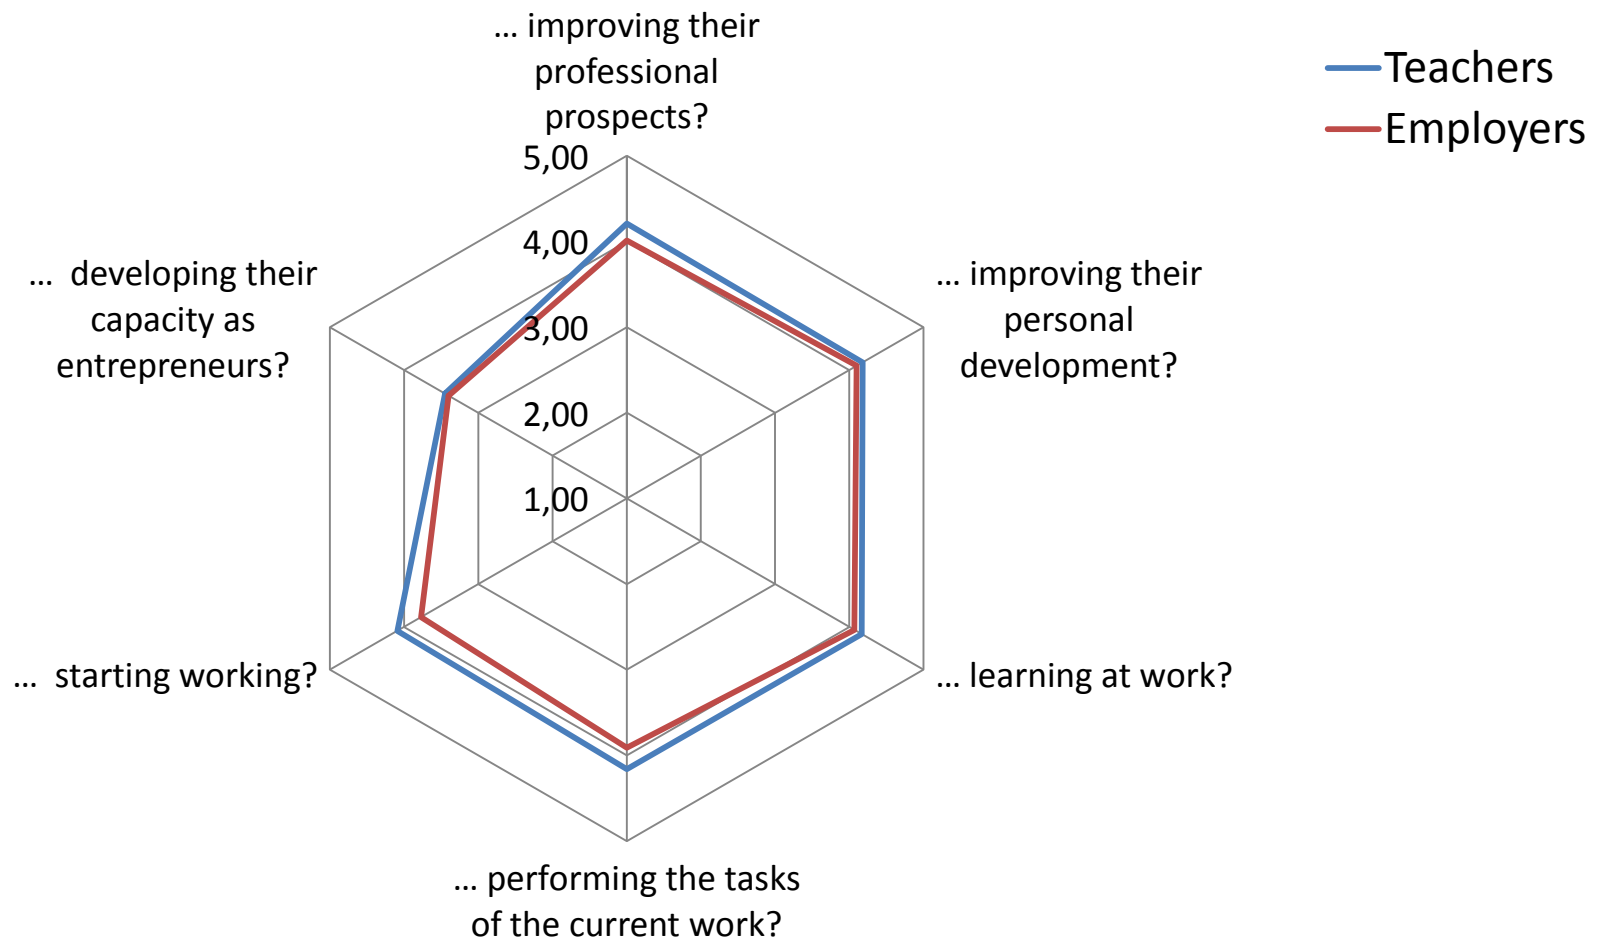 ... improving their
professional
prospects?
Teachers
Employers
5,00
4,00
3,00
2,00
1,00
... improving their
personal
development?
... learning at work?
... performing the tasks
of the current work?
... starting working?
... developing their
capacity as
entrepreneurs?